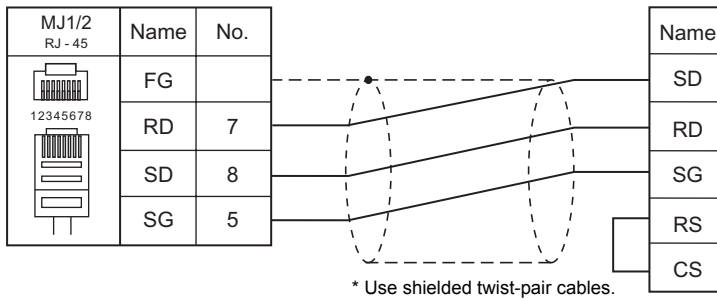 MJ1/2 Name No. Name
RJ - 45
FG SD
12345678
RD 7 RD
SD 8 SG
SG 5 RS
CS
* Use shielded twist-pair cables.